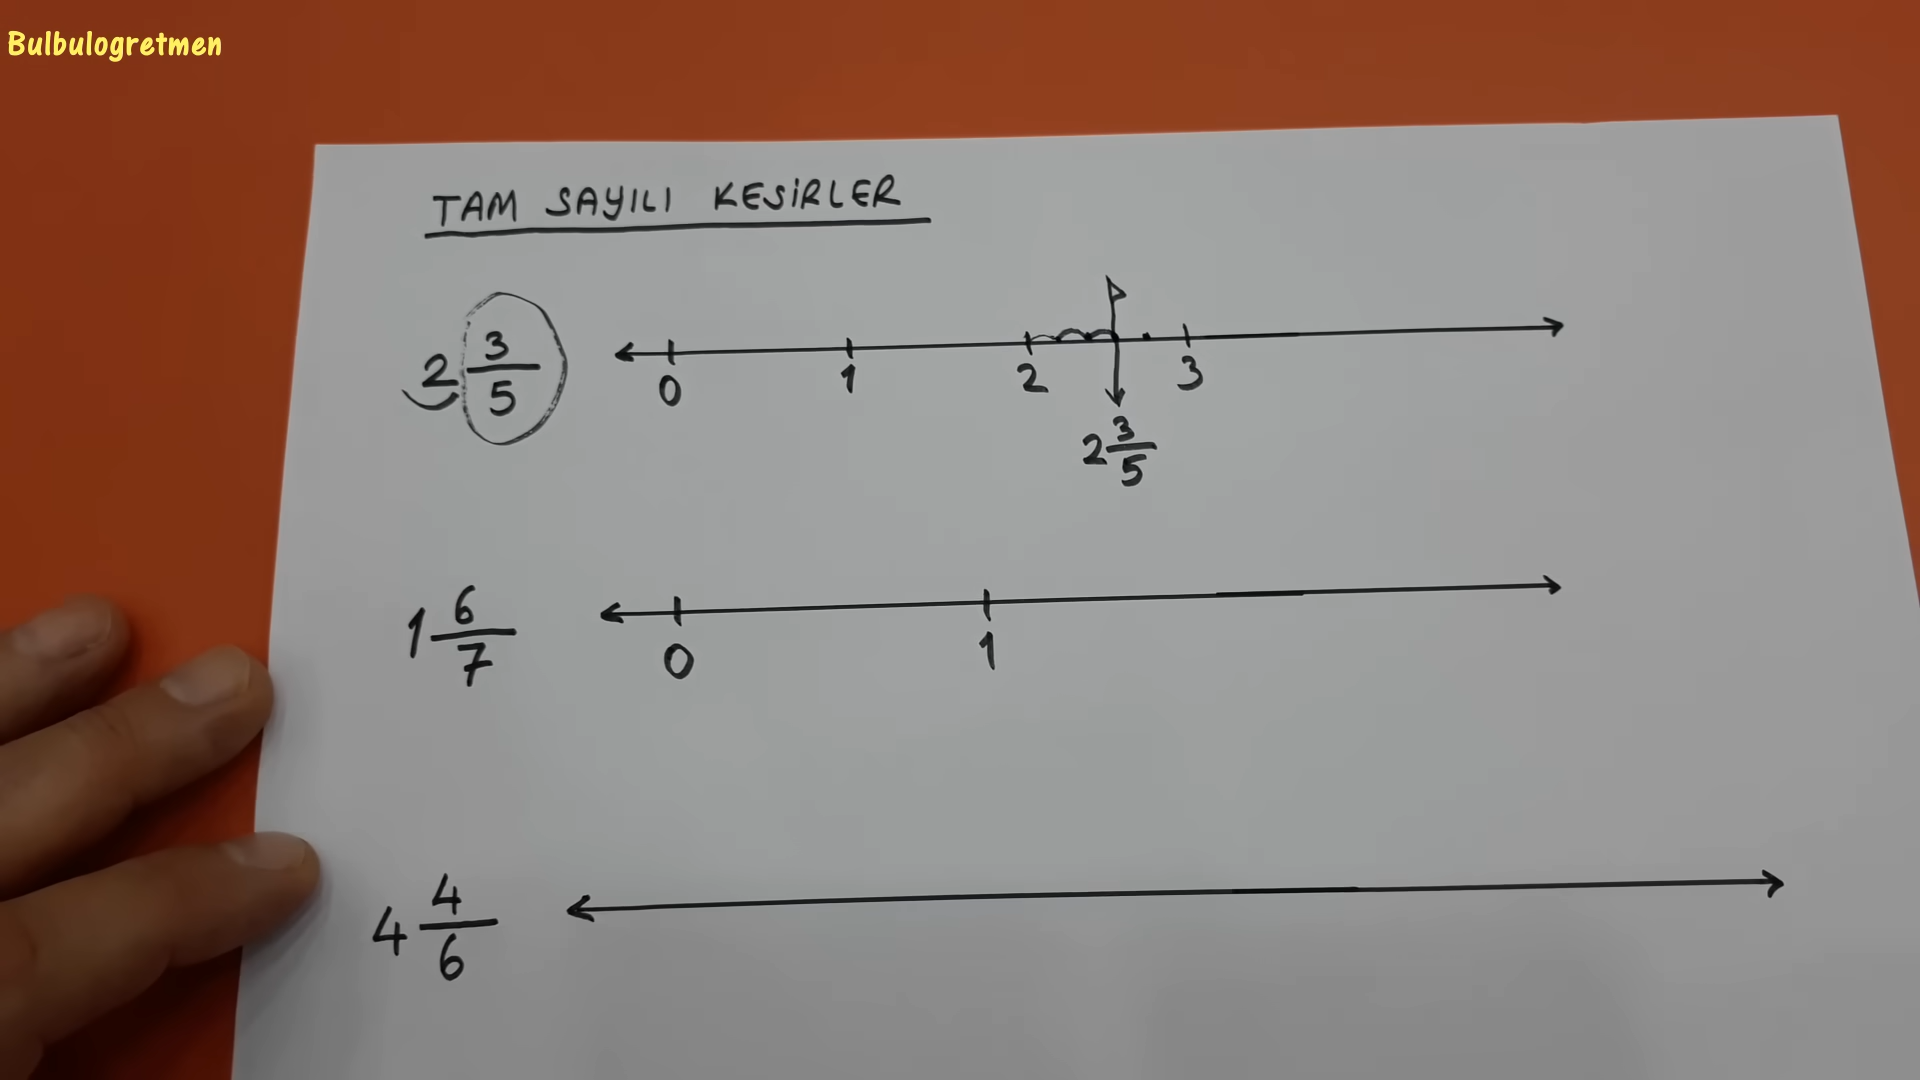 Bulbulogretmen
TAM SAYILI KESİRLER
2 3/5
0 1 2 3
2 3/5
1 6/7
0 1
4 4/6